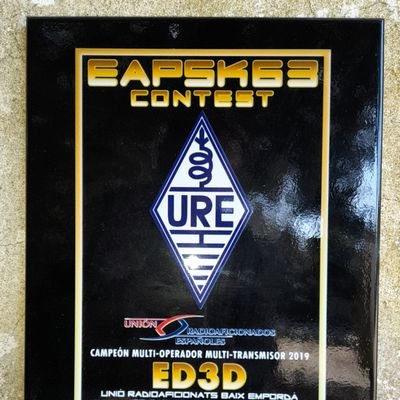 EAPSK63
CONTEST
URE
UNIÓN
RADIOAFICIONADOS
ESPAÑOLES
CAMPEÓN MULTI-OPERADOR MULTI-TRANSMISOR 2019
ED3D
UNIÓ RADIOAFICIONATS BAIX EMPORDÀ